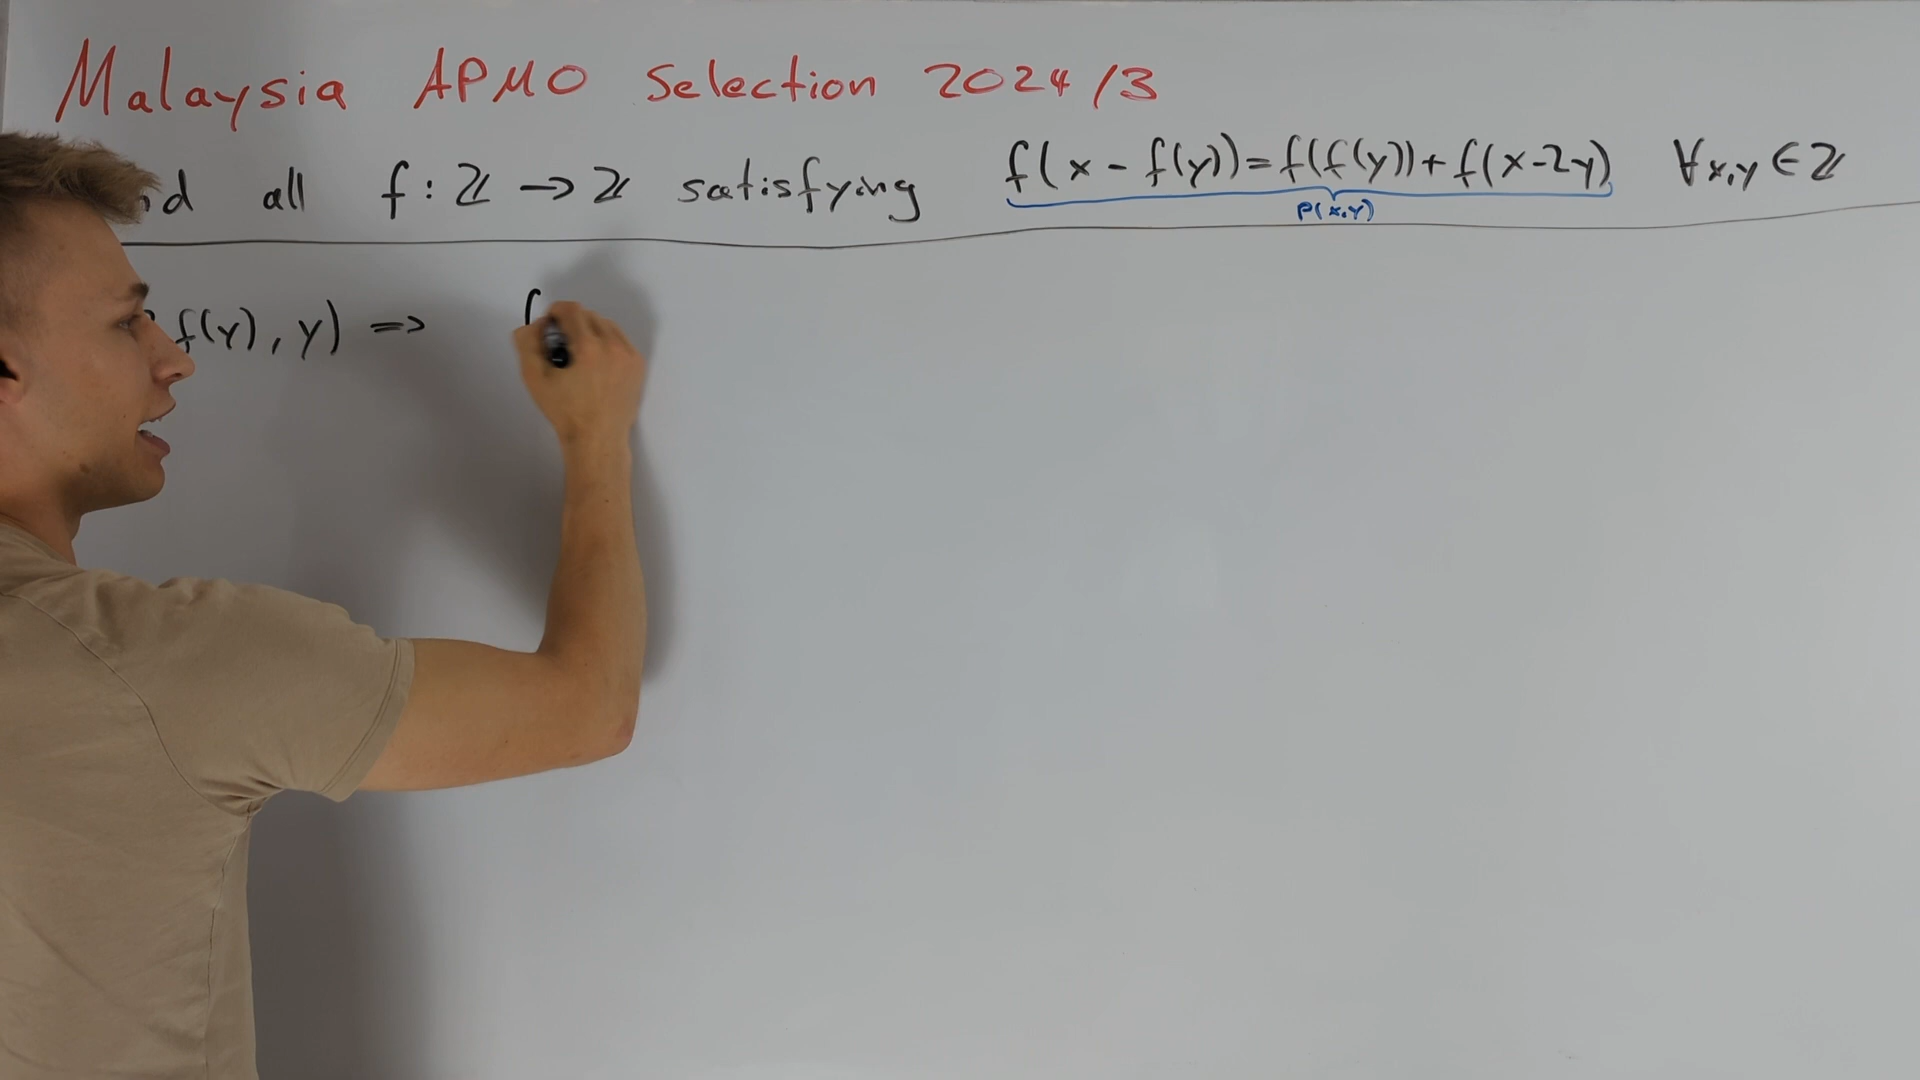 Malaysia APMO Selection 2024/3
all f : ℤ → ℤ satisfying f(x - f(y)) = f(f(y)) + f(x-2y) ∀x,y ∈ ℤ
P(x,y)
f(y), y) => f